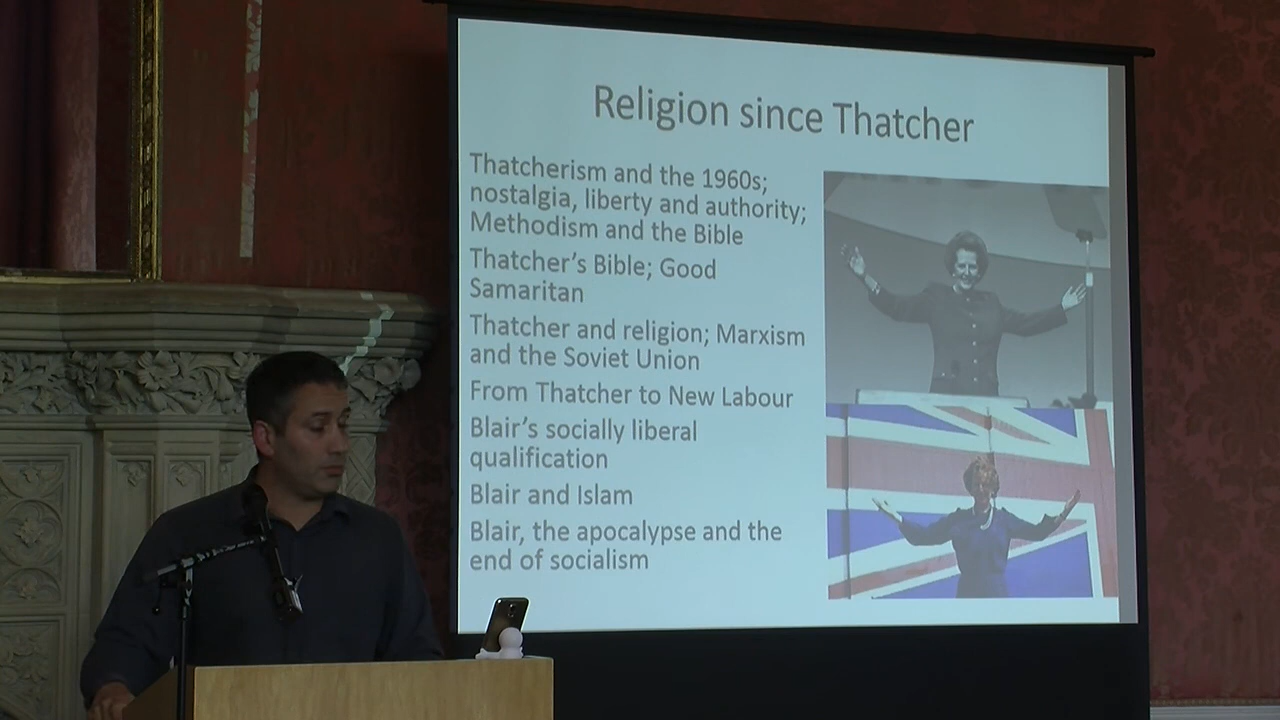 Religion since Thatcher
Thatcherism and the 1960s;
nostalgia, liberty and authority;
Methodism and the Bible
Thatcher's Bible; Good
Samaritan
Thatcher and religion; Marxism
and the Soviet Union
From Thatcher to New Labour
Blair's socially liberal
qualification
Blair and Islam
Blair, the apocalypse and the
end of socialism